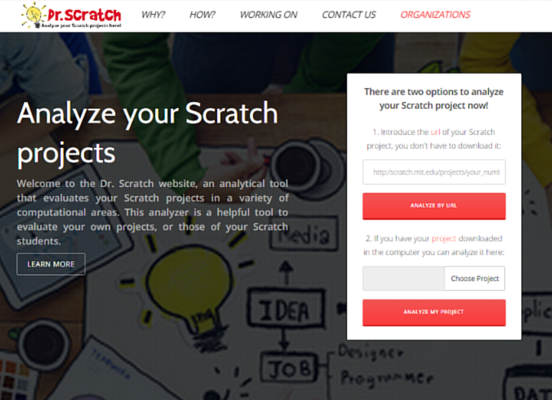 Dr.Scratch
Analyze your Scratch projects here!
WHY?
HOW?
WORKING ON
CONTACT US
ORGANIZATIONS
Analyze your Scratch
projects
Welcome to the Dr. Scratch website, an analytical tool
that evaluates your Scratch projects in a variety of
computational areas. This analyzer is a helpful tool to
evaluate your own projects, or those of your Scratch
students.
LEARN MORE
There are two options to analyze
your Scratch project now!
1. Introduce the url of your Scratch
project, you don't have to download it:
http://scratch.mit.edu/projects/your_numl
ANALYZE BY URL
2. If you have your project downloaded
in the computer you can analyze it here:
Choose Project
ANALYZE MY PROJECT
Media
IDEA
JOB
Designer
Programmer
TEAMWORK